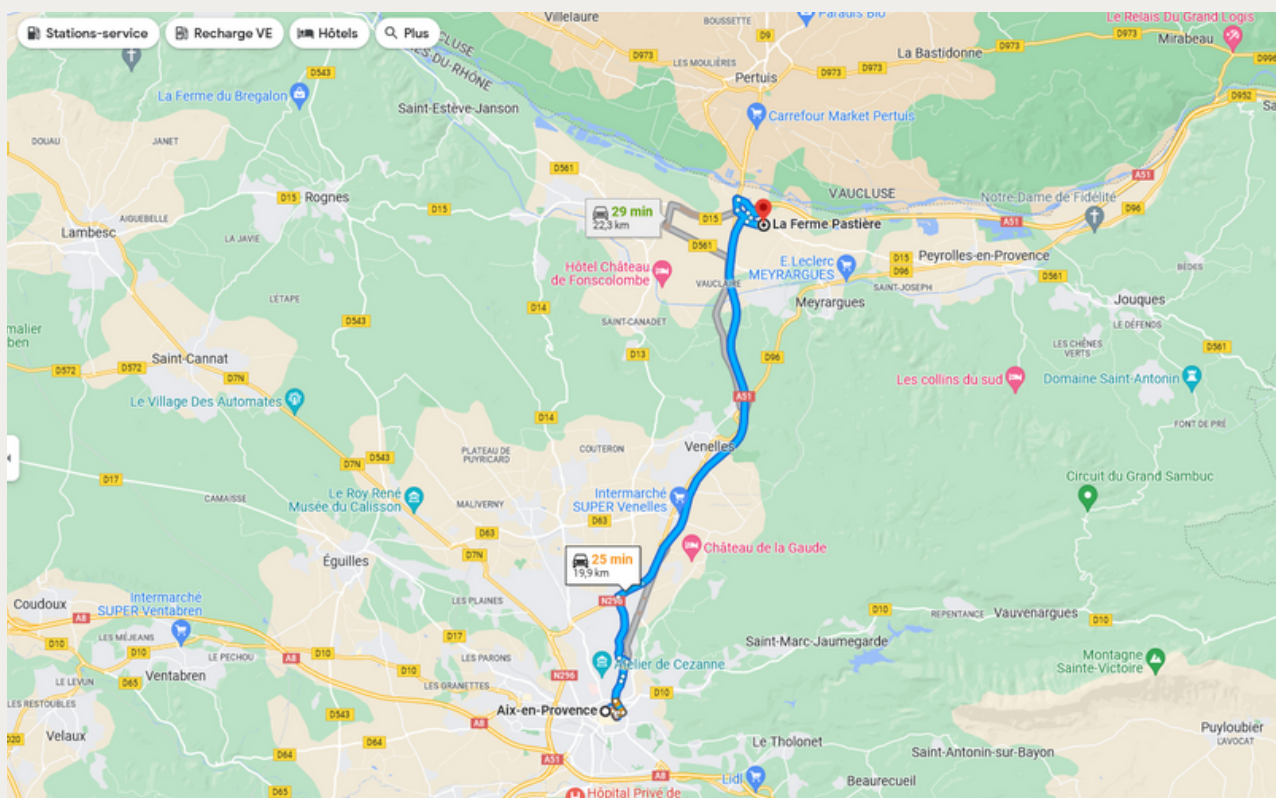 Stations-service
Recharge VE
Hôtels
Plus
Villelaure
BOUSSETTE
Paradis Bio
Le Relais Du Grand Logis
D9
D973
D973
Mirabeau
La Bastidonne
D973
LES MOULIÈRES
D996
D543
Pertuis
D973
D973
La Ferme du Bregalon
Saint-Estève-Janson
D952
Carrefour Market Pertuis
DOUAU
JANET
D561
A51
D15
Rognes
VAUCLUSE
Notre-Dame de Fidélité
D15
D96
29 min
22,3 km
D15
AIGUEBELLE
La Ferme Pastière
A51
Lambesc
LA JAVIE
D561
D15
Peyrolles-en-Provence
E.Leclerc
MEYRARGUES
D96
Hôtel Château
de Fonscolombe
BÈDES
D561
VAUCLAIRE
SAINT-JOSEPH
L'ÉTAPE
D14
Meyrargues
Jouques
D543
SAINT-CANADET
LE DÉFENDS
LES CHÊNES
VERTS
D561
Saint-Cannat
D13
D96
D572
D572
D7N
Les collins du sud
Domaine Saint-Antonin
Le Village Des Automates
A51
D14
FONT DE PRÉ
Venelles
PLATEAU DE
PUYRICARD
COUTERON
D7N
D543
D17
Circuit du Grand Sambuc
Le Roy René
Musée du Calisson
CAMAÏSSE
Intermarché
SUPER Venelles
MALIVERNY
D63
D63
Château de la Gaude
D7N
Éguilles
25 min
19,9 km
LES PLAINES
N296
Coudoux
Intermarché
SUPER Ventabren
A8
D10
REPENTANCE
Vauvenargues
D10
LES MÉJEANS
D17
D10
D10
Saint-Marc-Jaumegarde
D10
LE PECHOU
A8
D10
LES PARONS
Atelier de Cezanne
Montagne
Sainte-Victoire
Ventabren
N296
LE LEVUN
D65
LES GRANETTES
D10
LES RESTOUBLES
Aix-en-Provence
D543
A8
Velaux
D64
D64
Le Tholonet
Puyloubier
L'AVOCAT
Saint-Antonin-sur-Bayon
A51
A8
Lidl
Beaurecueil
D65
Hôpital Privé de